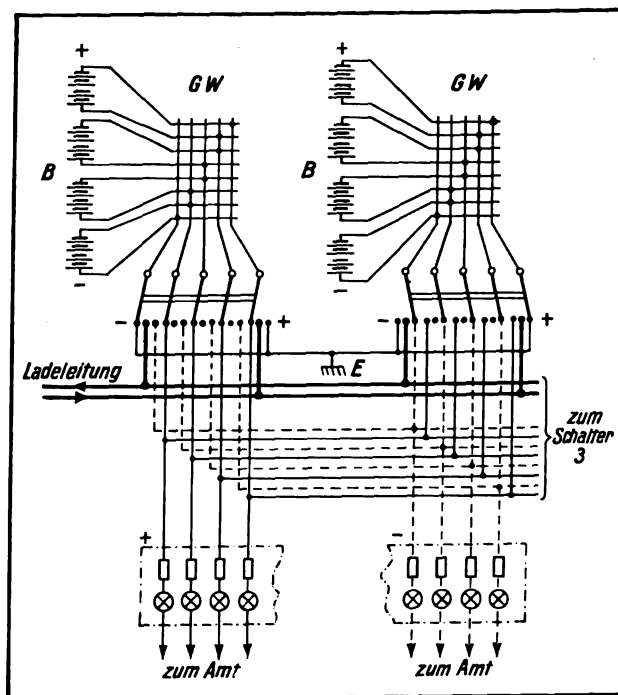 + +
GW GW
B B
- -
- + - +
Ladeleitung E
zum
Schalter
3
+ -
zum Amt zum Amt